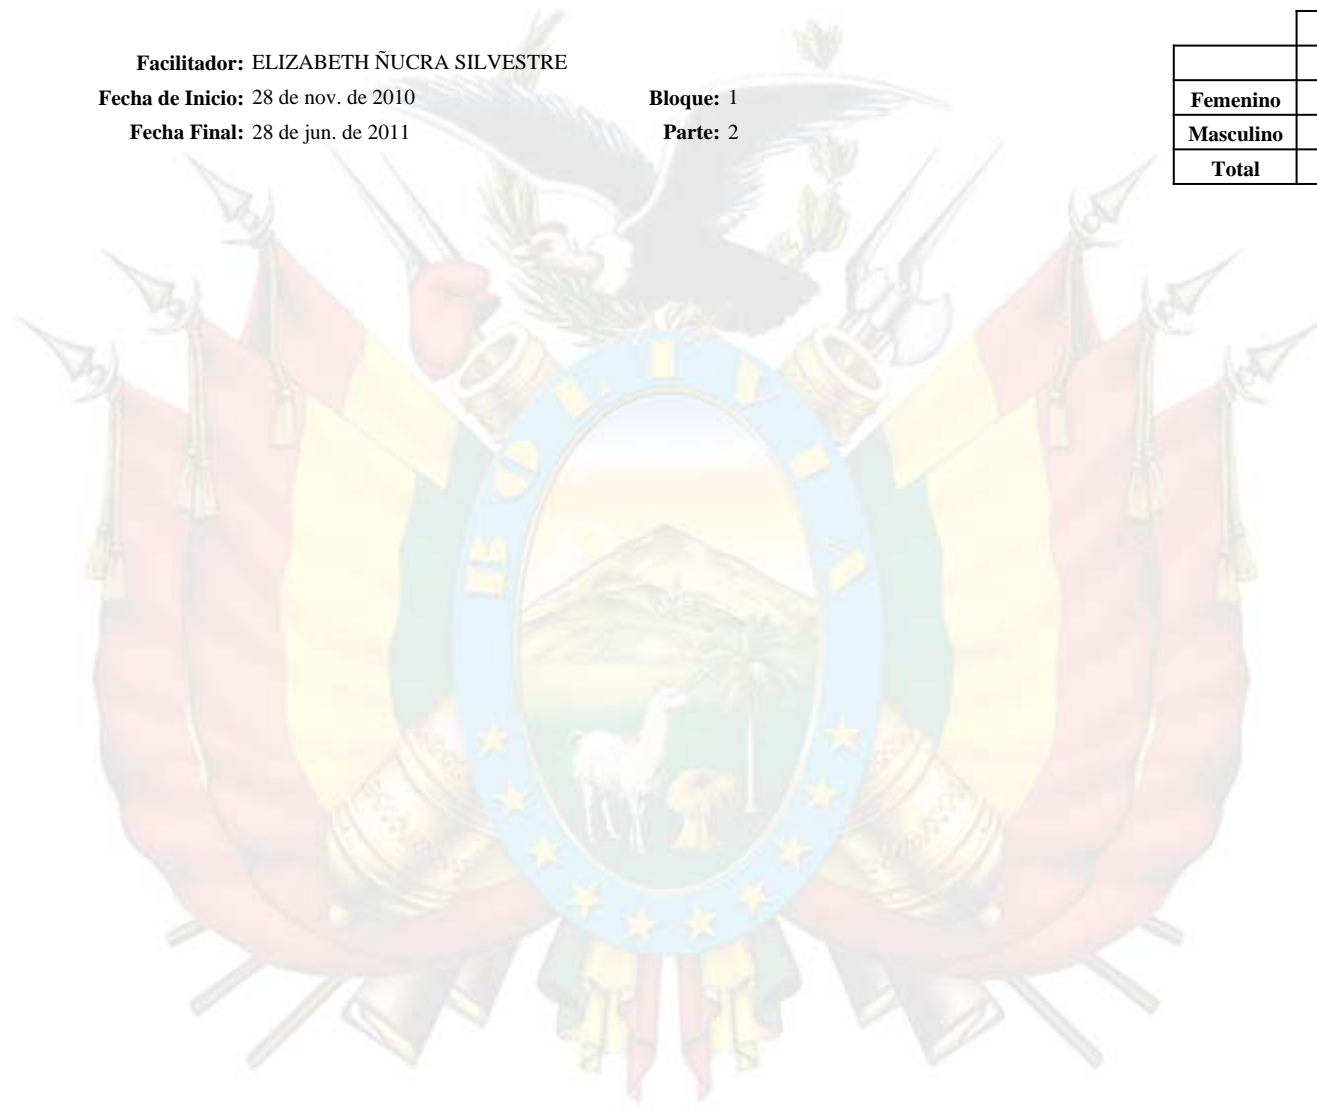 Facilitador: ELIZABETH ÑUCRA SILVESTRE
Fecha de Inicio: 28 de nov. de 2010 Bloque: 1
Fecha Final: 28 de jun. de 2011 Parte: 2
Femenino
Masculino
Total
BOLIVIA